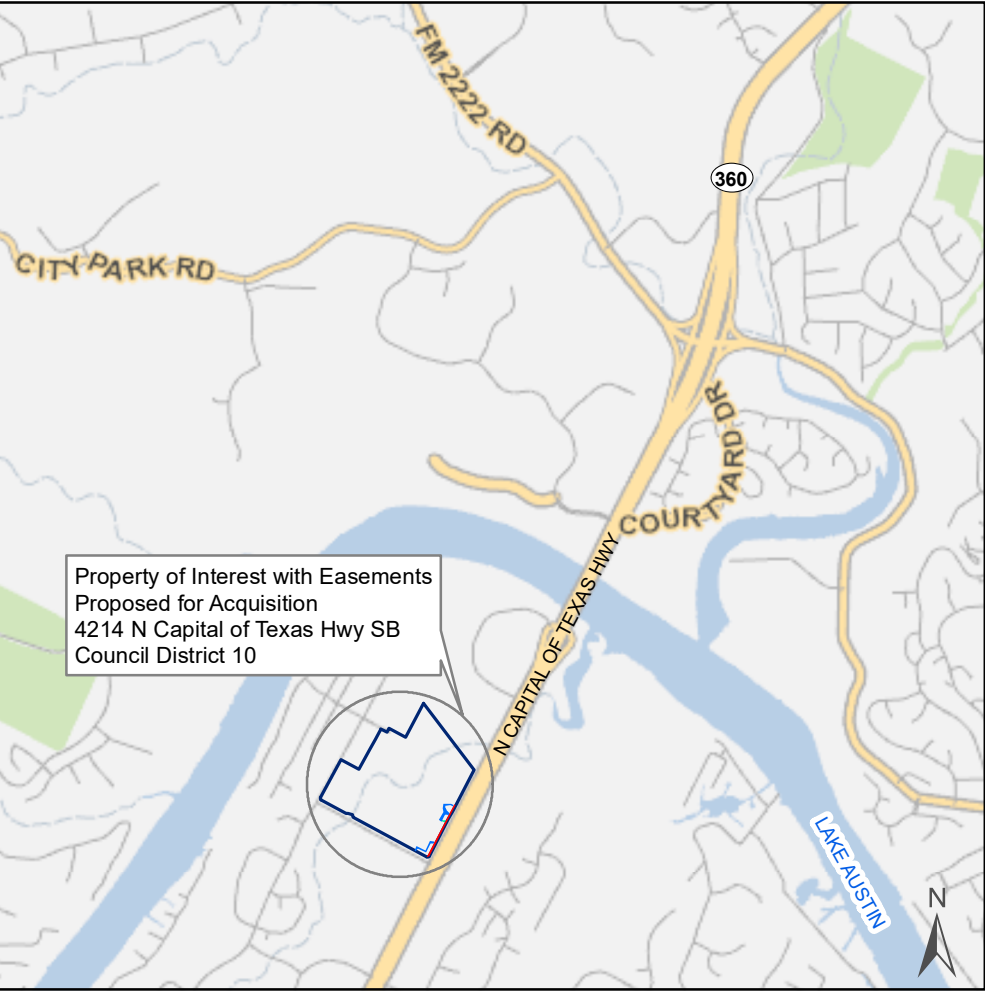 FM 2222 RD
360
CITY PARK RD
COURTYARD DR
N CAPITAL OF TEXAS HWY
Property of Interest with Easements
Proposed for Acquisition
4214 N Capital of Texas Hwy SB
Council District 10
LAKE AUSTIN
N